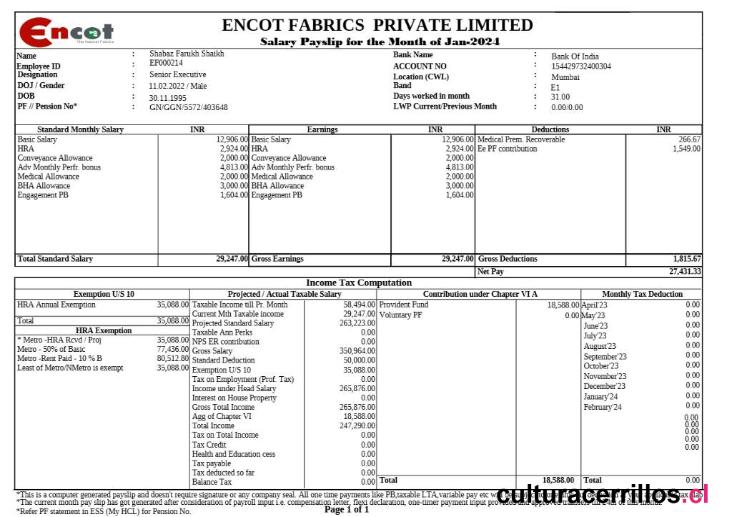 Encot
ENCOT FABRICS PRIVATE LIMITED
Salary Payslip for the Month of Jan-2024
Name : Shabaz Farukh Shaikh
Employee ID : EF000214
Designation : Senior Executive
DOJ / Gender : 11.02.2022 / Male
DOB : 30.11.1995
PF // Pension No* : GN/GGN/5572/403648
Bank Name : Bank Of India
ACCOUNT NO : 154429732400304
Location (CWL) : Mumbai
Band : E1
Days worked in month : 31.00
LWP Current/Previous Month : 0.00/0.00
Standard Monthly Salary INR Earnings INR Deductions INR
Basic Salary 12,906.00 Basic Salary 12,906.00 Medical Prem. Recoverable 266.67
HRA 2,924.00 HRA 2,924.00 Ee PF contribution 1,549.00
Conveyance Allowance 2,000.00 Conveyance Allowance 2,000.00
Adv Monthly Perfr. bonus 4,813.00 Adv Monthly Perfr. bonus 4,813.00
Medical Allowance 2,000.00 Medical Allowance 2,000.00
BHA Allowance 3,000.00 BHA Allowance 3,000.00
Engagement PB 1,604.00 Engagement PB 1,604.00
Total Standard Salary 29,247.00 Gross Earnings 29,247.00 Gross Deductions 1,815.67
Net Pay 27,431.33
Income Tax Computation
Exemption U/S 10 Projected / Actual Taxable Salary Contribution under Chapter VI A Monthly Tax Deduction
HRA Annual Exemption 35,088.00
Total 35,088.00
HRA Exemption
* Metro -HRA Rcvd / Proj 35,088.00
Metro - 50% of Basic 77,436.00
Metro -Rent Paid - 10 % B 80,512.80
Least of Metro/NMetro is exempt 35,088.00
Taxable Income till Pr. Month 58,494.00
Current Mth Taxable income 29,247.00
Projected Standard Salary 263,223.00
Taxable Ann Perks 0.00
NPS ER contribution 0.00
Gross Salary 350,964.00
Standard Deduction 50,000.00
Exemption U/S 10 35,088.00
Tax on Employment (Prof. Tax) 0.00
Income under Head Salary 265,876.00
Interest on House Property 0.00
Gross Total Income 265,876.00
Agg of Chapter VI 18,588.00
Total Income 247,290.00
Tax on Total Income 0.00
Tax Credit 0.00
Health and Education cess 0.00
Tax payable 0.00
Tax deducted so far 0.00
Balance Tax 0.00
Provident Fund 18,588.00
Voluntary PF 0.00
Total 18,588.00
April'23 0.00
May'23 0.00
June'23 0.00
July'23 0.00
August'23 0.00
September'23 0.00
October'23 0.00
November'23 0.00
December'23 0.00
January'24 0.00
February'24 0.00
0.00
0.00
0.00
0.00
0.00
Total 0.00
*This is a computer generated payslip and doesn't require signature or any company seal. All one time payments like PB,taxable LTA,variable pay etc
*The current month pay slip has got generated after consideration of payroll input i.e. compensation letter, flexi declaration, one-timer payment input
*Refer PF statement in ESS (My HCL) for Pension No.
Page 1 of 1
culturacerrillos.cl